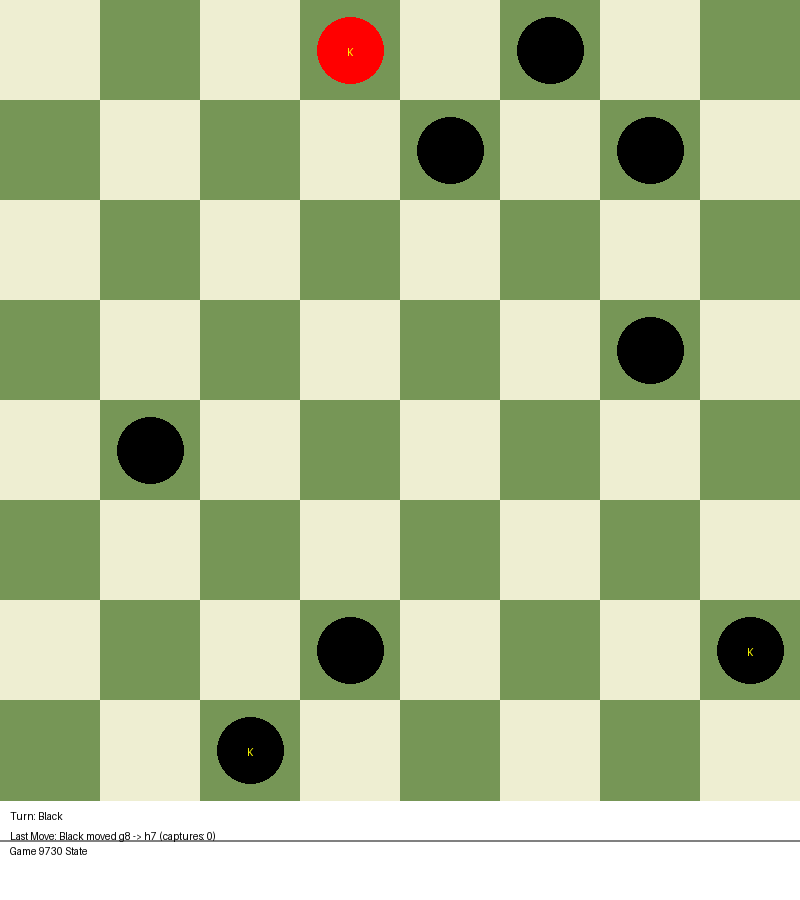 K
K
K
Turn: Black
Last Move: Black moved g8 -> h7 (captures: 0)
Game 9730 State